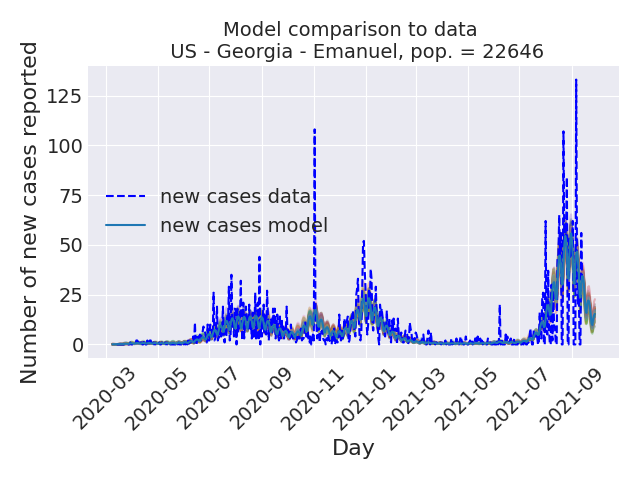 Model comparison to data
US - Georgia - Emanuel, pop. = 22646
Number of new cases reported
125
100
75
50
25
0
new cases data
new cases model
2020-03
2020-05
2020-07
2020-09
2020-11
2021-01
2021-03
2021-05
2021-07
2021-09
Day